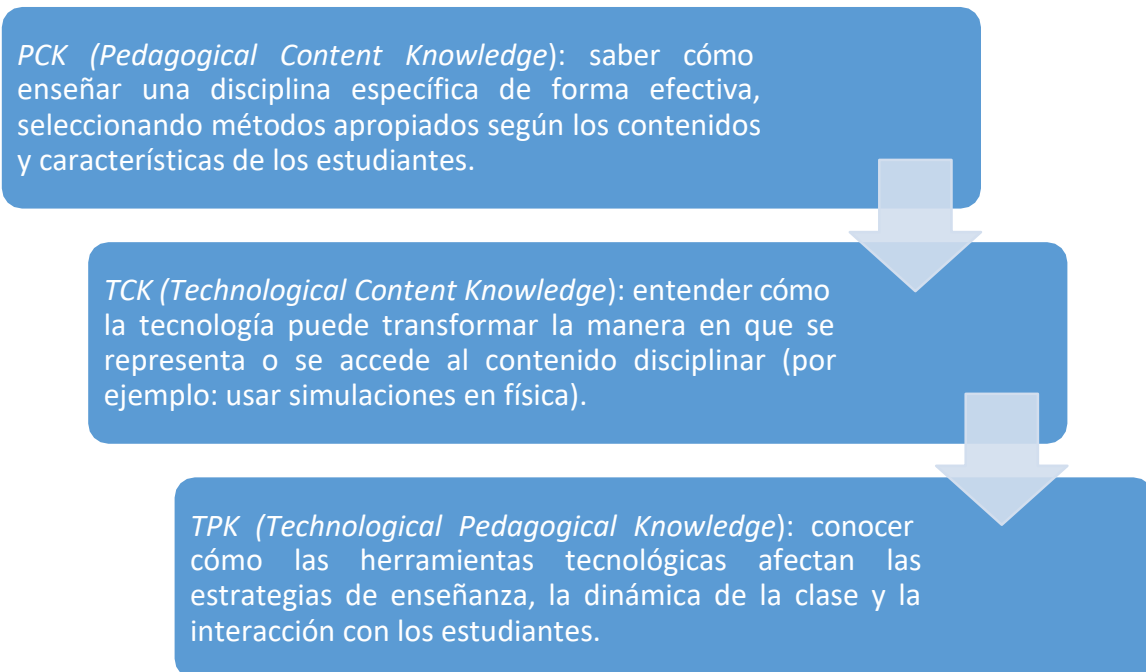 PCK (Pedagogical Content Knowledge): saber cómo
enseñar una disciplina específica de forma efectiva,
seleccionando métodos apropiados según los contenidos
y características de los estudiantes.
TCK (Technological Content Knowledge): entender cómo
la tecnología puede transformar la manera en que se
representa o se accede al contenido disciplinar (por
ejemplo: usar simulaciones en física).
TPK (Technological Pedagogical Knowledge): conocer
cómo las herramientas tecnológicas afectan las
estrategias de enseñanza, la dinámica de la clase y la
interacción con los estudiantes.